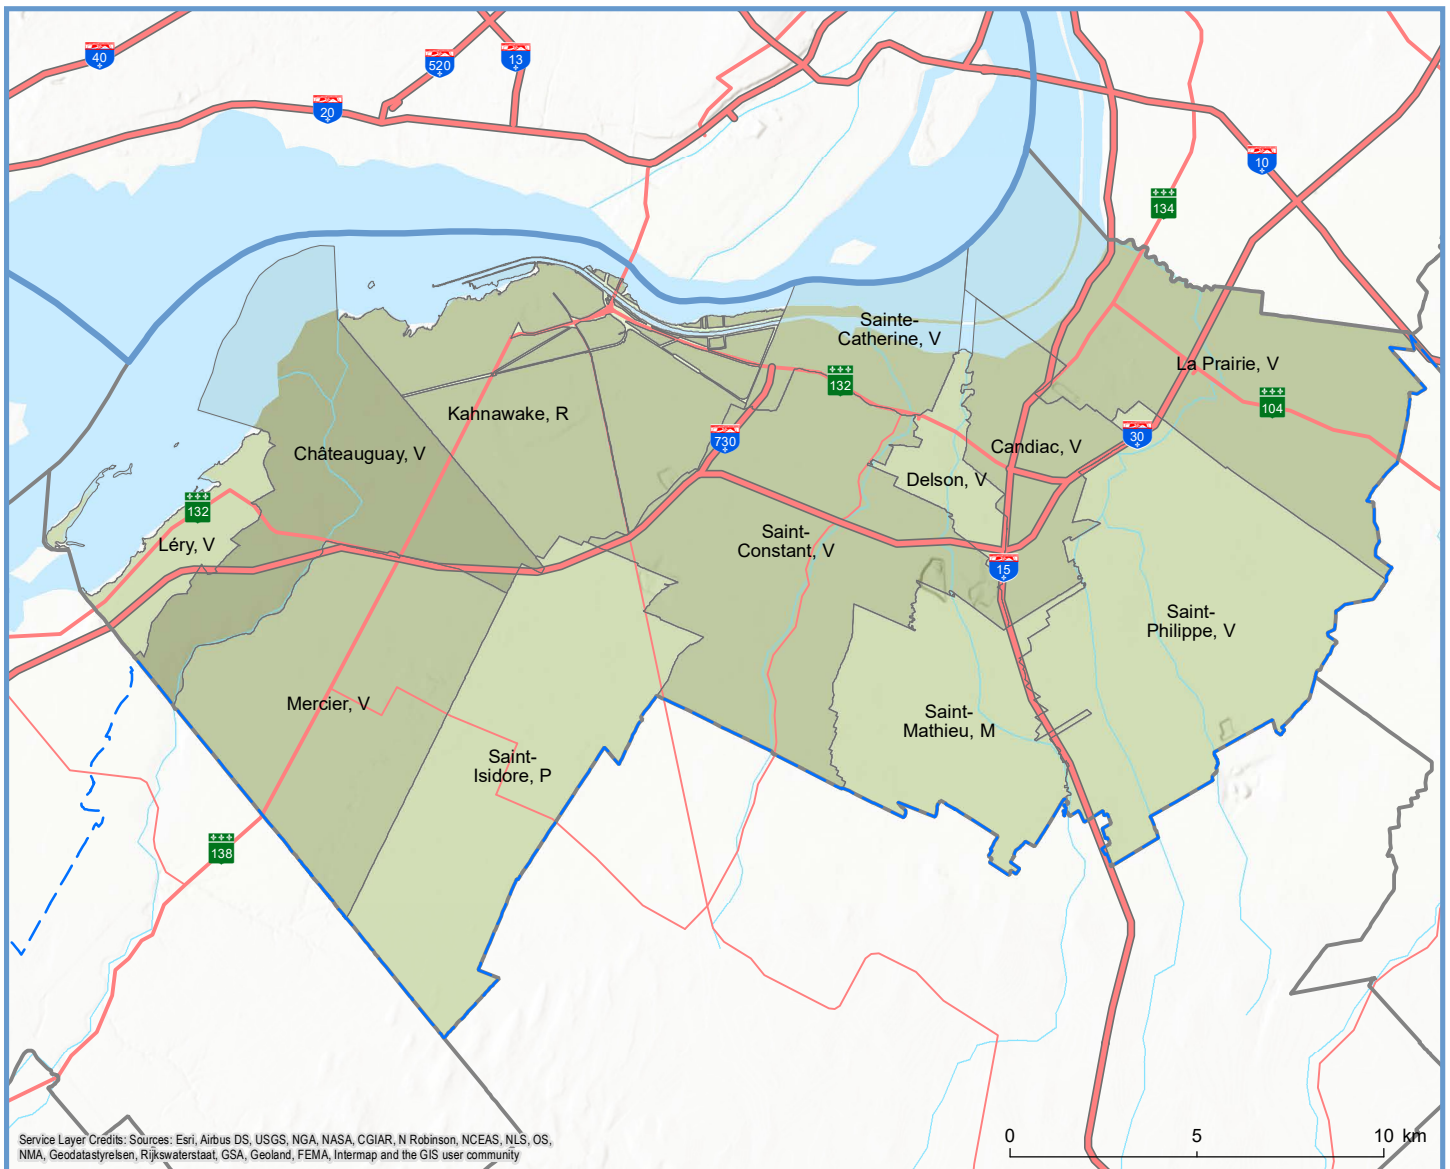 40
520
13
20
10
134
Sainte-
Catherine, V
La Prairie, V
132
104
Kahnawake, R
Châteauguay, V
730
30
Candiac, V
Delson, V
132
Léry, V
Saint-
Constant, V
15
Saint-
Philippe, V
Mercier, V
Saint-
Mathieu, M
Saint-
Isidore, P
138
0 5 10 km
Service Layer Credits: Sources: Esri, Airbus DS, USGS, NGA, NASA, CGIAR, N Robinson, NCEAS, NLS, OS,
NMA, Geodatastyrelsen, Rijkswaterstaat, GSA, Geoland, FEMA, Intermap and the GIS user community